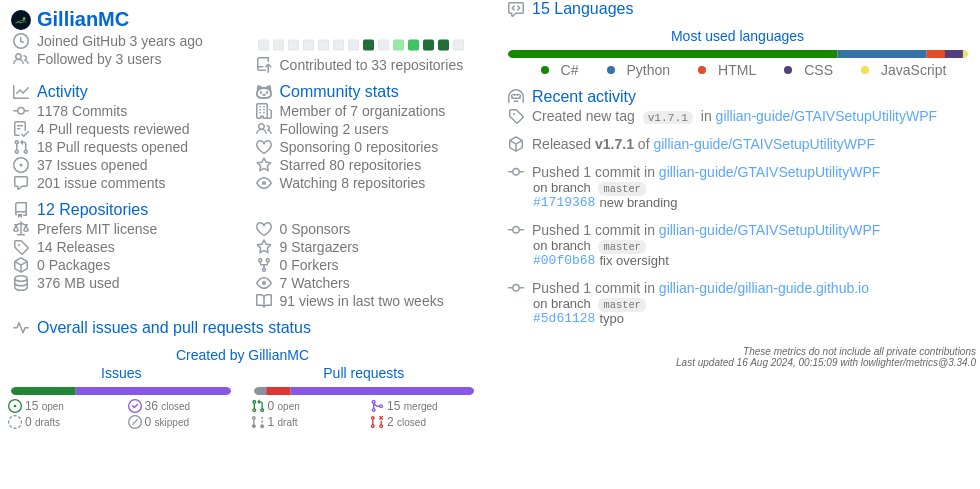 GillianMC
Joined GitHub 3 years ago
Followed by 3 users
Contributed to 33 repositories
Activity
1178 Commits
4 Pull requests reviewed
18 Pull requests opened
37 Issues opened
201 issue comments
Community stats
Member of 7 organizations
Following 2 users
Sponsoring 0 repositories
Starred 80 repositories
Watching 8 repositories
12 Repositories
Prefers MIT license
14 Releases
0 Packages
376 MB used
0 Sponsors
9 Stargazers
0 Forkers
7 Watchers
91 views in last two weeks
Overall issues and pull requests status
Created by GillianMC
Issues
15 open
36 closed
0 drafts
0 skipped
Pull requests
0 open
15 merged
1 draft
2 closed
15 Languages
Most used languages
C#
Python
HTML
CSS
JavaScript
Recent activity
Created new tag v1.7.1 in gillian-guide/GTAIVSetupUtilityWPF
Released v1.7.1 of gillian-guide/GTAIVSetupUtilityWPF
Pushed 1 commit in gillian-guide/GTAIVSetupUtilityWPF
on branch master
#1719368 new branding
Pushed 1 commit in gillian-guide/GTAIVSetupUtilityWPF
on branch master
#00f0b68 fix oversight
Pushed 1 commit in gillian-guide/gillian-guide.github.io
on branch master
#5d61128 typo
These metrics do not include all private contributions
Last updated 16 Aug 2024, 00:15:09 with lowlighter/metrics@3.34.0